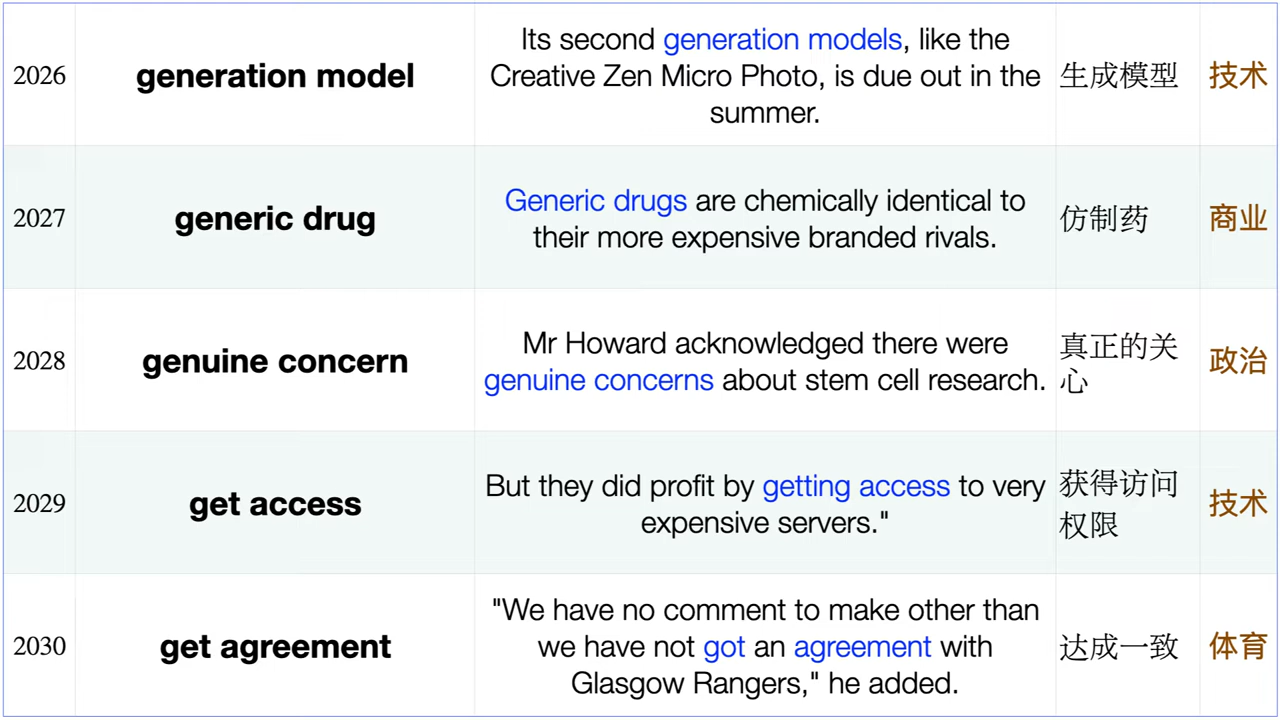 2026
generation model
Its second generation models, like the
Creative Zen Micro Photo, is due out in the
summer.
生成模型
技术
2027
generic drug
Generic drugs are chemically identical to
their more expensive branded rivals.
仿制药
商业
2028
genuine concern
Mr Howard acknowledged there were
genuine concerns about stem cell research.
真正的关
心
政治
2029
get access
But they did profit by getting access to very
expensive servers."
获得访问
权限
技术
2030
get agreement
"We have no comment to make other than
we have not got an agreement with
Glasgow Rangers," he added.
达成一致
体育